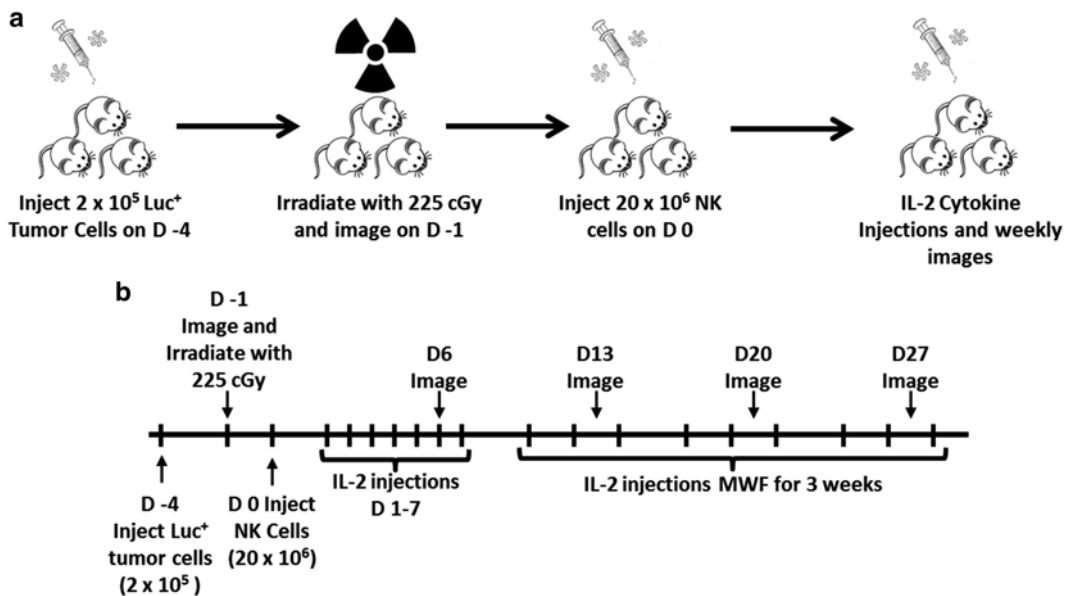 a
Inject 2 x 10⁵ Luc⁺
Tumor Cells on D -4
Irradiate with 225 cGy
and image on D -1
Inject 20 x 10⁶ NK
cells on D 0
IL-2 Cytokine
Injections and weekly
images
b
D -1
Image and
Irradiate with
225 cGy
D6
Image
D13
Image
D20
Image
D27
Image
D -4
Inject Luc⁺
tumor cells
(2 x 10⁵ )
D 0 Inject
NK Cells
(20 x 10⁶)
IL-2 injections
D 1-7
IL-2 injections MWF for 3 weeks